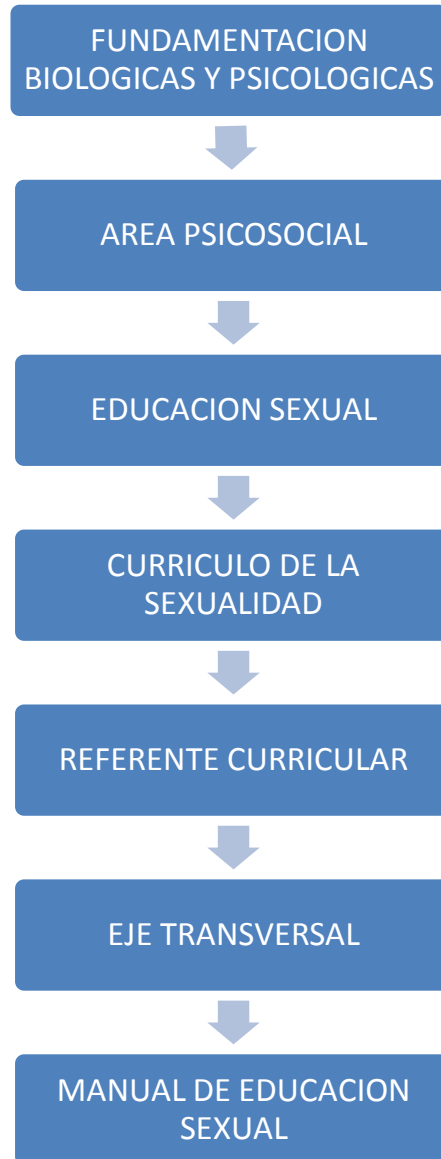 FUNDAMENTACION
BIOLOGICAS Y PSICOLOGICAS
AREA PSICOSOCIAL
EDUCACION SEXUAL
CURRICULO DE LA
SEXUALIDAD
REFERENTE CURRICULAR
EJE TRANSVERSAL
MANUAL DE EDUCACION
SEXUAL